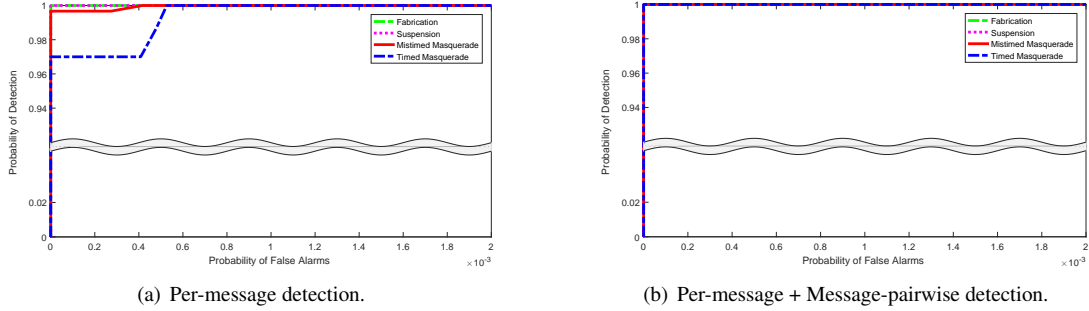 1
0.98
0.96
0.94
0.02
0
Probability of Detection
Fabrication
Suspension
Mistimed Masquerade
Timed Masquerade
0 0.2 0.4 0.6 0.8 1 1.2 1.4 1.6 1.8 2
Probability of False Alarms
×10⁻³
(a) Per-message detection.
1
0.98
0.96
0.94
0.02
0
Probability of Detection
Fabrication
Suspension
Mistimed Masquerade
Timed Masquerade
0 0.2 0.4 0.6 0.8 1 1.2 1.4 1.6 1.8 2
Probability of False Alarms
×10⁻³
(b) Per-message + Message-pairwise detection.